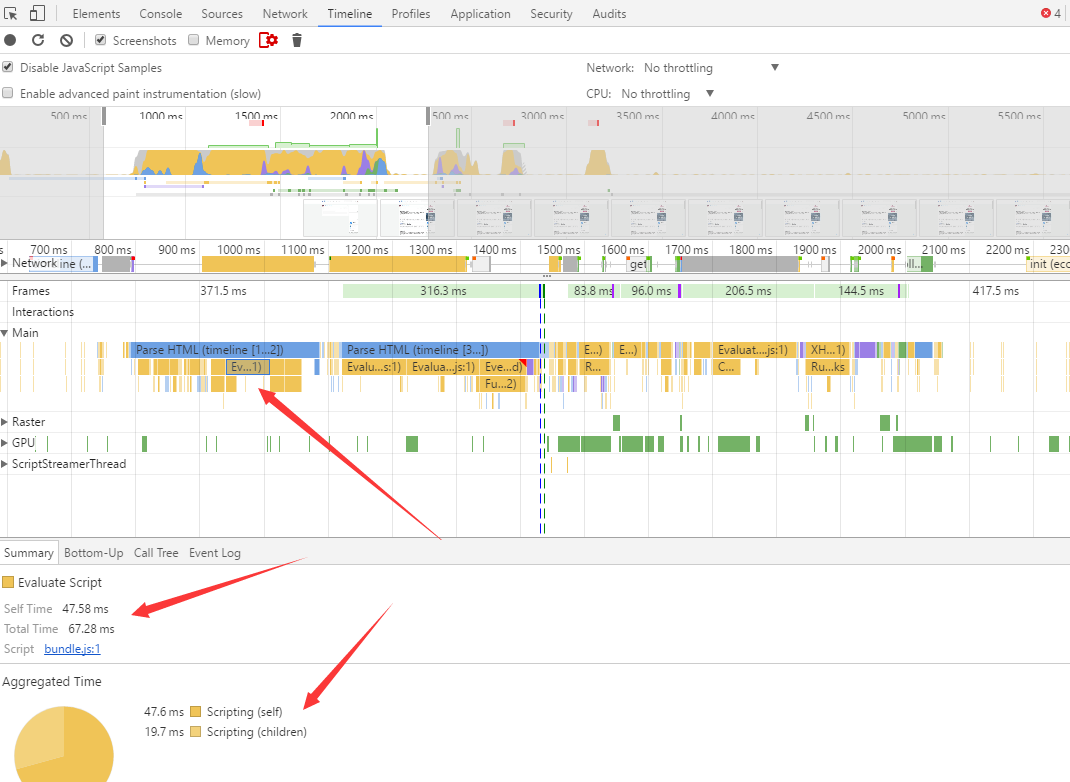 Elements Console Sources Network Timeline Profiles Application Security Audits 4
Screenshots Memory
Disable JavaScript Samples Network: No throttling
Enable advanced paint instrumentation (slow) CPU: No throttling
500 ms 1000 ms 1500 ms 2000 ms 500 ms 3000 ms 3500 ms 4000 ms 4500 ms 5000 ms 5500 ms
s 700 ms 800 ms 900 ms 1000 ms 1100 ms 1200 ms 1300 ms 1400 ms 1500 ms 1600 ms 1700 ms 1800 ms 1900 ms 2000 ms 2100 ms 2200 ms 2300
Network ine (... get ll... init (ecc
Frames 371.5 ms 316.3 ms 83.8 ms 96.0 ms 206.5 ms 144.5 ms 417.5 ms
Interactions
Main
Parse HTML (timeline [1...2]) Parse HTML (timeline [3...]) E...) E...) Evaluat....js:1) XH...1)
Ev...1) Evalu...s:1) Evalua...js:1) Eve...d) R... C... Ru...ks
Fu...2)
Raster
GPU
ScriptStreamerThread
Summary Bottom-Up Call Tree Event Log
Evaluate Script
Self Time 47.58 ms
Total Time 67.28 ms
Script bundle.js:1
Aggregated Time
47.6 ms Scripting (self)
19.7 ms Scripting (children)